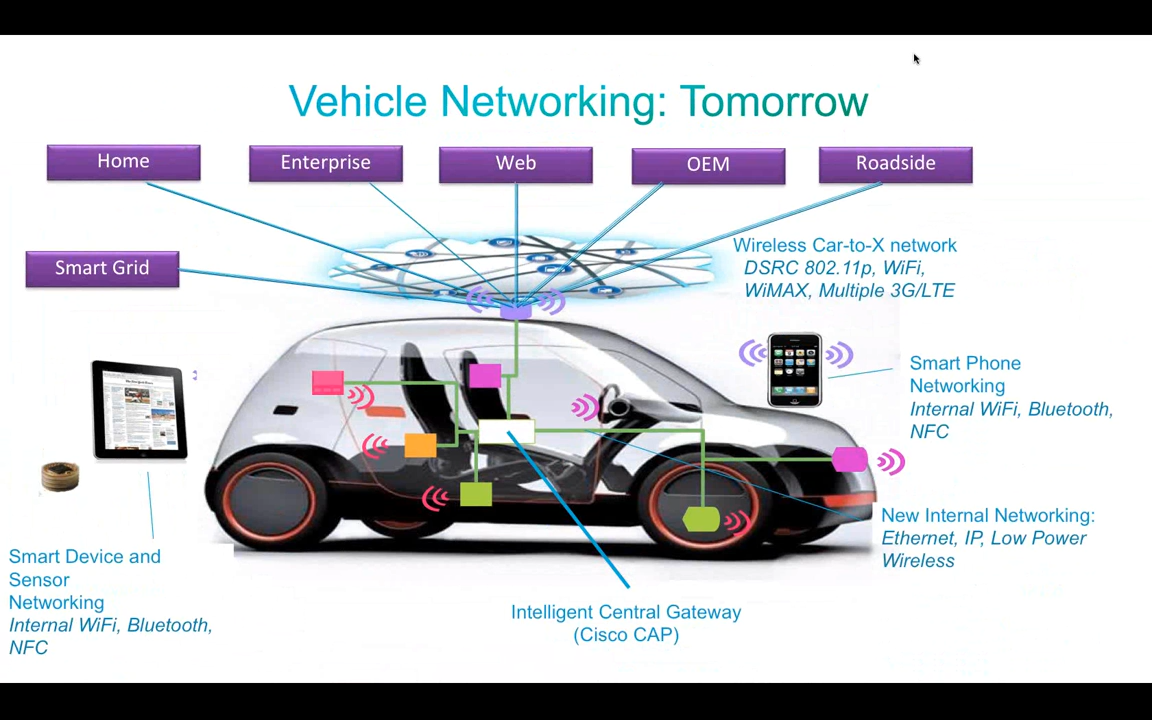 Vehicle Networking: Tomorrow
Home
Enterprise
Web
OEM
Roadside
Smart Grid
Wireless Car-to-X network
DSRC 802.11p, WiFi,
WiMAX, Multiple 3G/LTE
Smart Phone
Networking
Internal WiFi, Bluetooth,
NFC
New Internal Networking:
Ethernet, IP, Low Power
Wireless
Smart Device and
Sensor
Networking
Internal WiFi, Bluetooth,
NFC
Intelligent Central Gateway
(Cisco CAP)